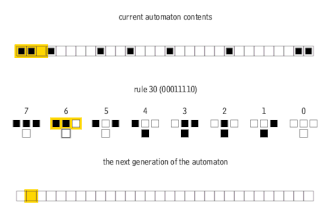 current automaton contents
rule 30 (00011110)
7 6 5 4 3 2 1 0
the next generation of the automaton